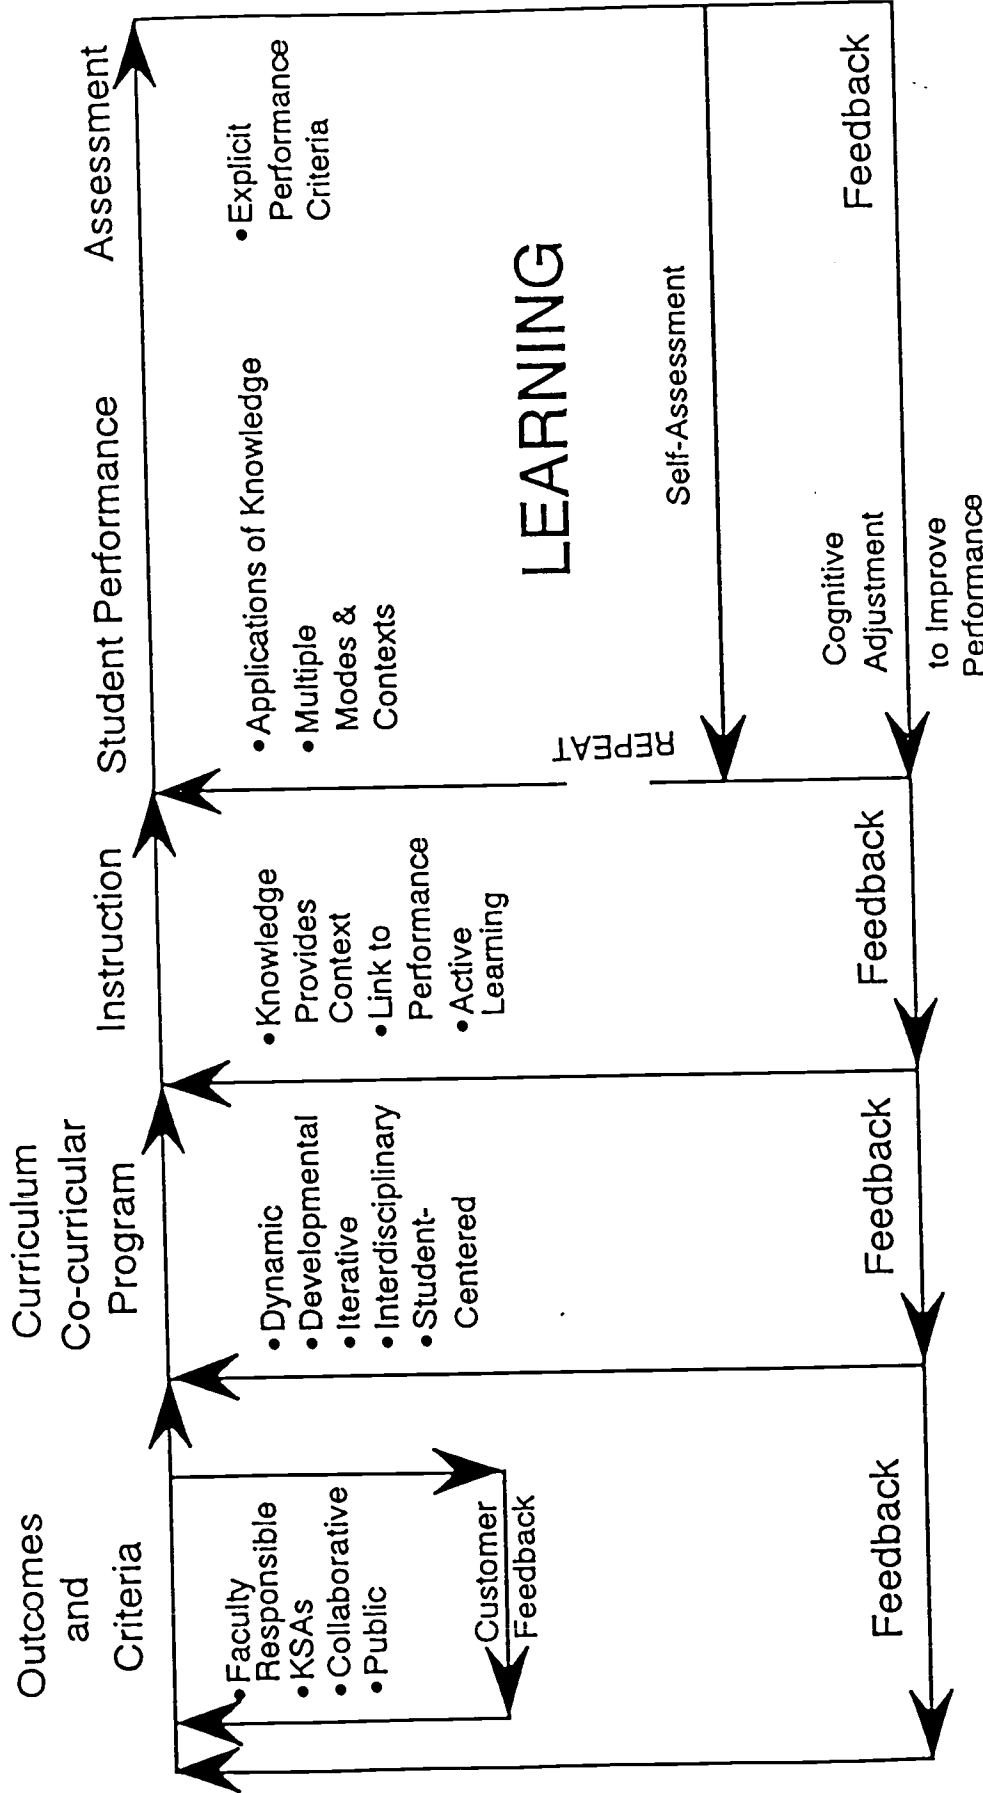 Outcomes
and
Criteria
Curriculum
Co-curricular
Program
Instruction
Student Performance
Assessment
•Faculty
Responsible
•KSAs
•Collaborative
•Public
Customer
Feedback
•Dynamic
•Developmental
•Iterative
•Interdisciplinary
•Student-
Centered
•Knowledge
Provides
Context
•Link to
Performance
•Active
Learning
•Applications of Knowledge
•Multiple
Modes &
Contexts
•Explicit
Performance
Criteria
REPEAT
LEARNING
Self-Assessment
Feedback
Feedback
Feedback
Cognitive
Adjustment
to Improve
Performance
Feedback